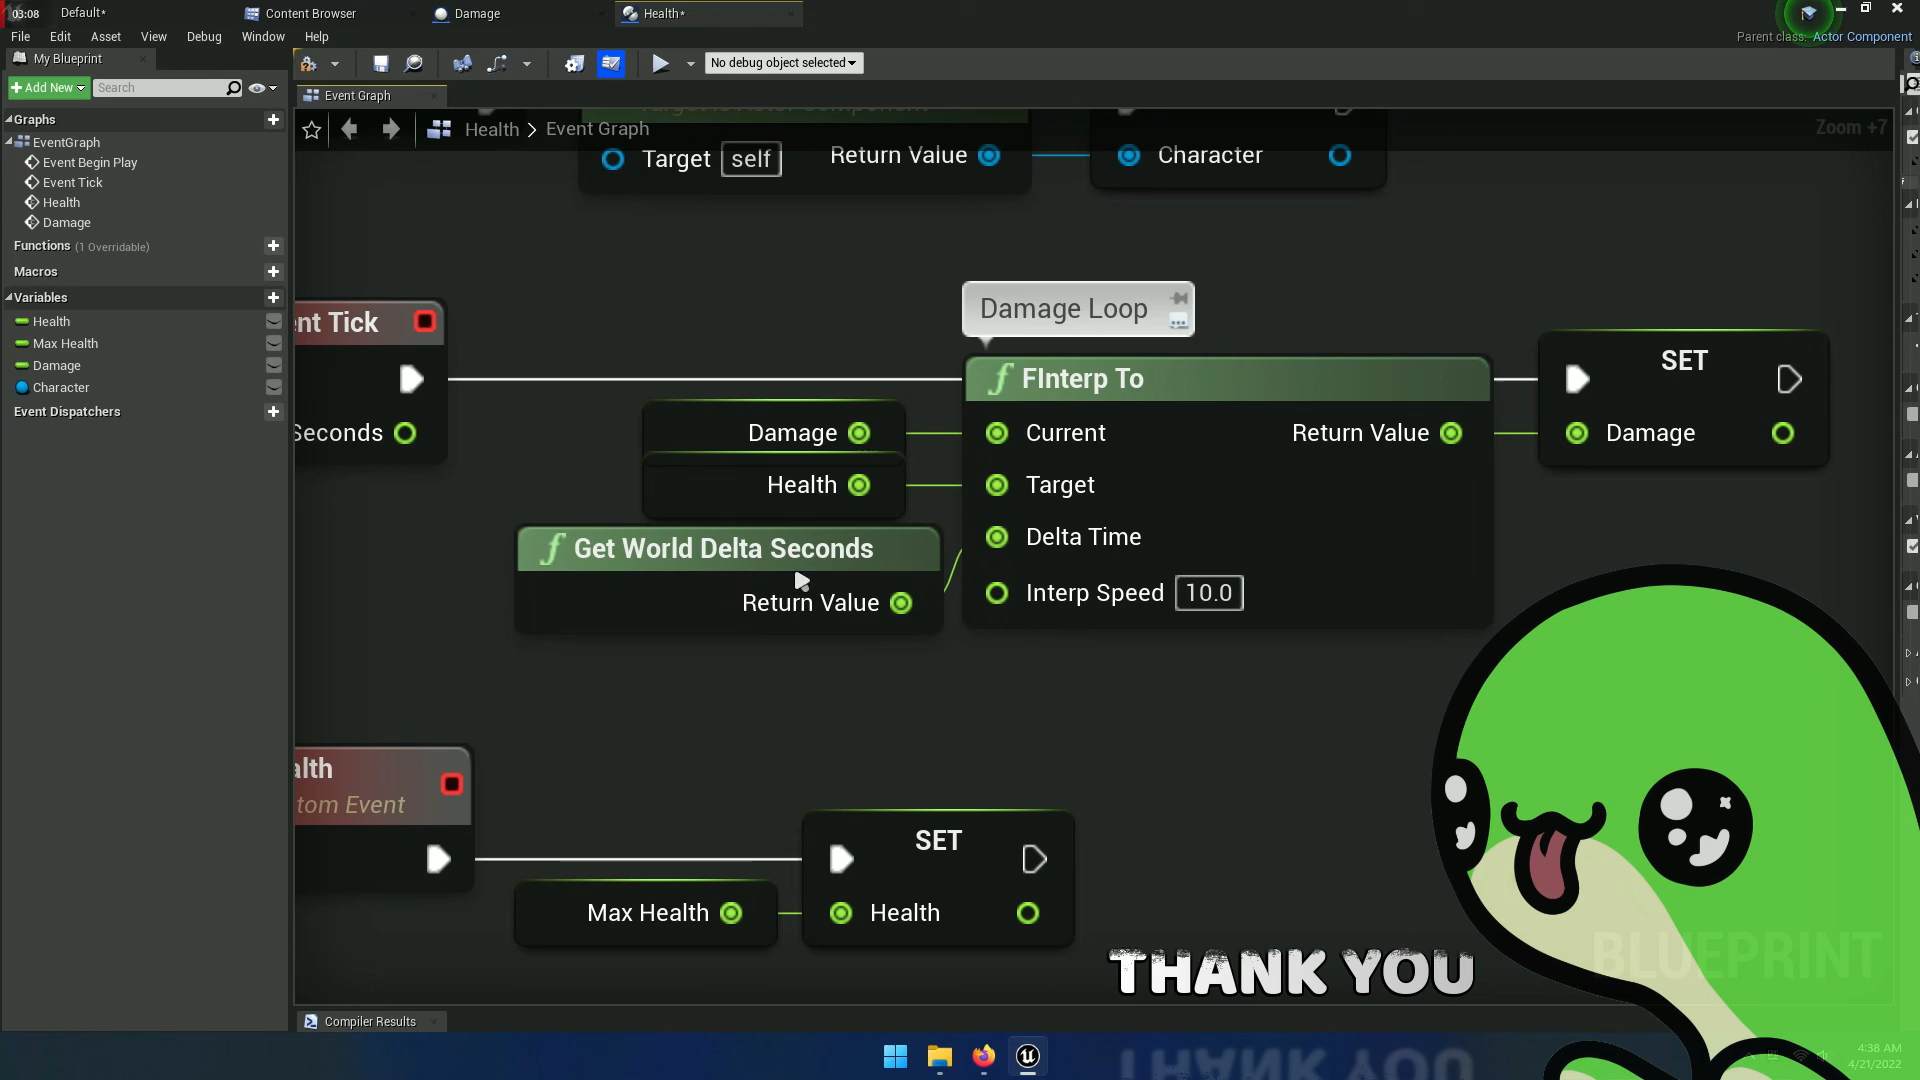 03:08
Default*
Content Browser
Damage
Health*
File
Edit
Asset
View
Debug
Window
Help
Parent class: Actor Component
My Blueprint
Add New
Search
No debug object selected
Event Graph
Health > Event Graph
Zoom +7
Graphs
EventGraph
Event Begin Play
Event Tick
Health
Damage
Functions (1 Overridable)
Macros
Variables
Health
Max Health
Damage
Character
Event Dispatchers
Target self
Return Value
Character
Damage Loop
ent Tick
Seconds
Damage
Health
Get World Delta Seconds
Return Value
FInterp To
Current
Return Value
Target
Delta Time
Interp Speed 10.0
SET
Damage
alth
tom Event
Max Health
SET
Health
THANK YOU
BLUEPRINT
Compiler Results
4:38 AM
4/21/2022